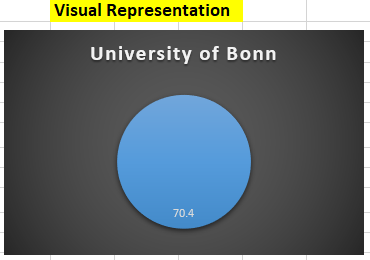 Visual Representation
University of Bonn
70.4